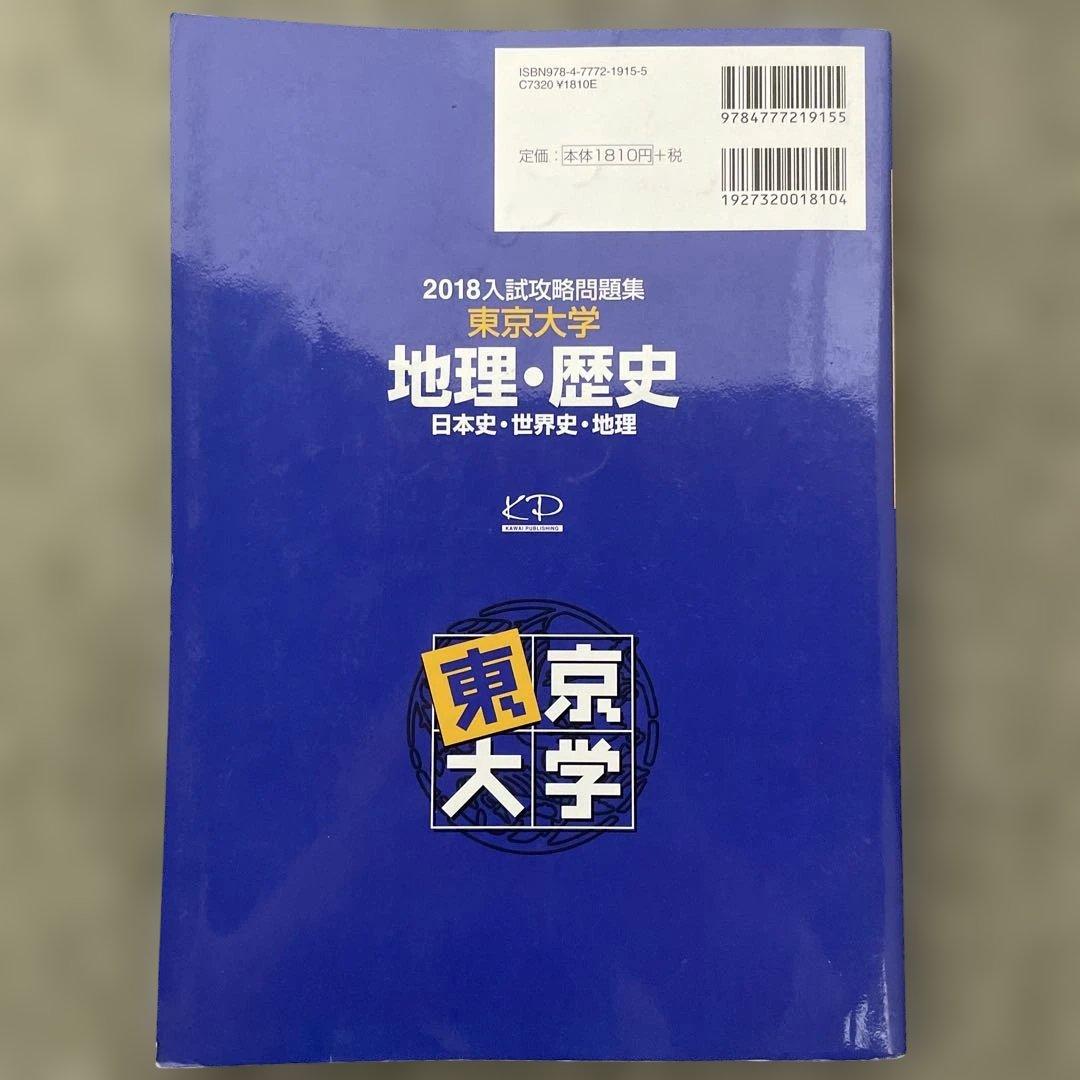 ISBN978-4-7772-1915-5
C7320 ¥1810E
9784777219155
定価:本体1810円+税
1927320018104
2018入試攻略問題集
東京大学
地理・歴史
日本史・世界史・地理
KP
KAWAI PUBLISHING
東京
大学